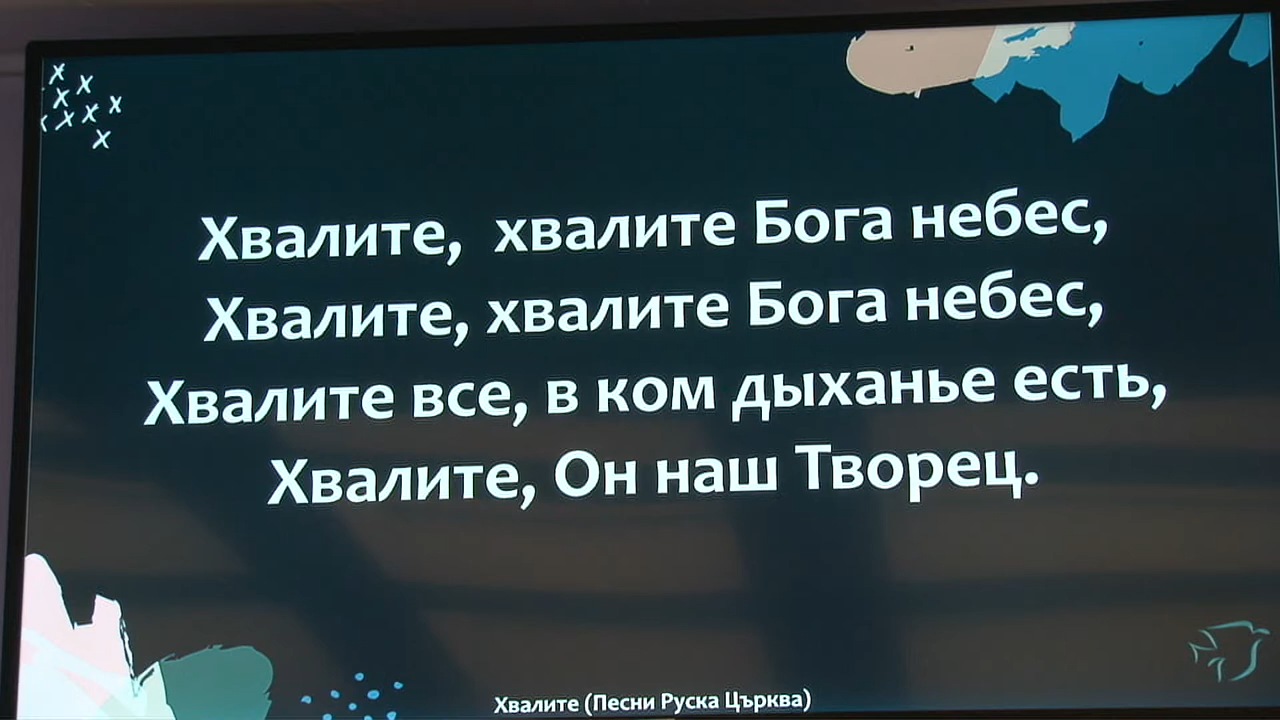 Хвалите, хвалите Бога небес,
Хвалите, хвалите Бога небес,
Хвалите все, в ком дыханье есть,
Хвалите, Он наш Творец.
Хвалите (Песни Руска Църква)